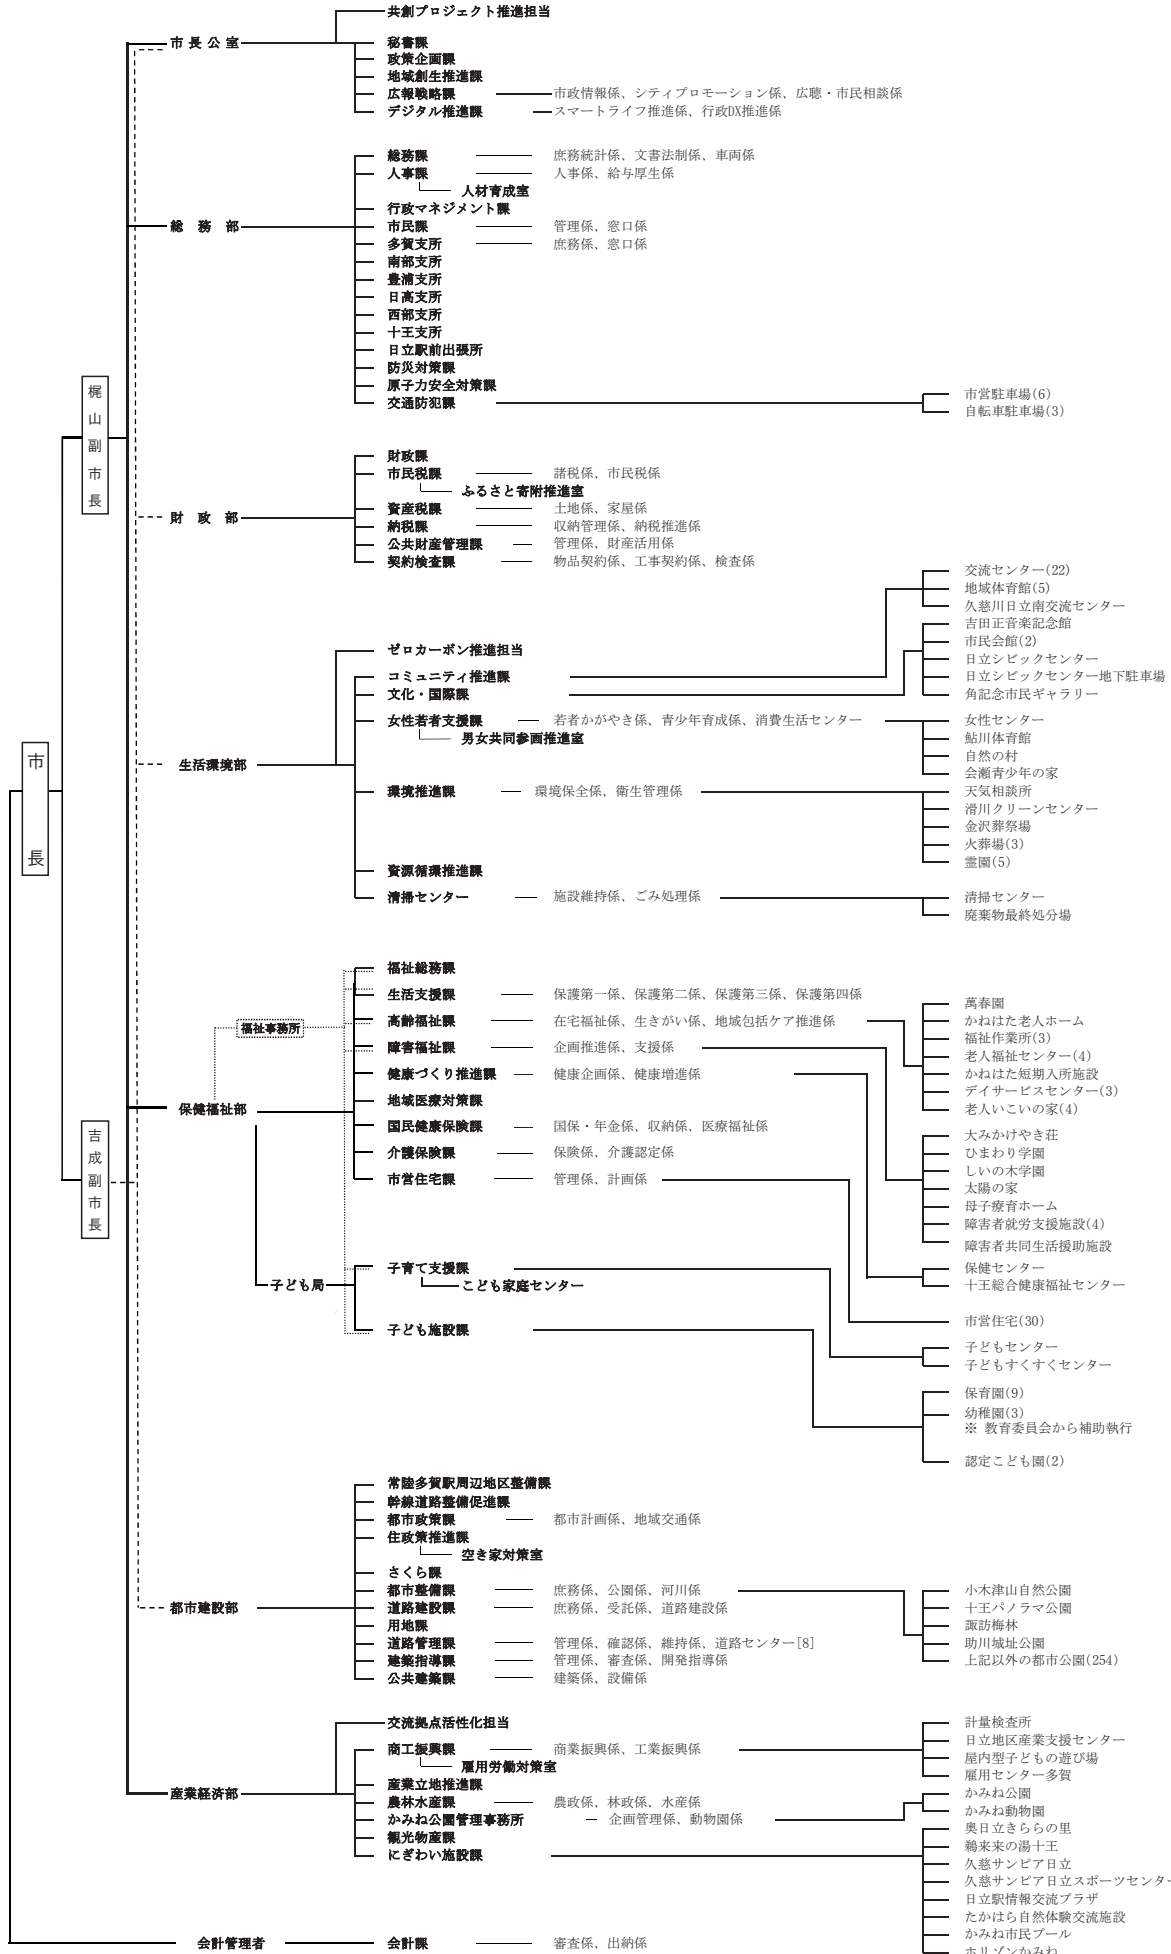 共創プロジェクト推進担当
市長公室
秘書課
政策企画課
地域創生推進課
広報戦略課 市政情報係、シティプロモーション係、広聴・市民相談係
デジタル推進課 スマートライフ推進係、行政DX推進係
総務課 庶務統計係、文書法制係、車両係
人事課 人事係、給与厚生係
人材育成室
行政マネジメント課
総務部
市民課 管理係、窓口係
多賀支所 庶務係、窓口係
南部支所
豊浦支所
日高支所
西部支所
十王支所
日立駅前出張所
防災対策課
原子力安全対策課
交通防犯課
市営駐車場(6)
自転車駐車場(3)
梶山副市長
財政課
市民税課 諸税係、市民税係
ふるさと寄附推進室
資産税課 土地係、家屋係
財政部
納税課 収納管理係、納税推進係
公共財産管理課 管理係、財産活用係
契約検査課 物品契約係、工事契約係、検査係
交流センター(22)
地域体育館(5)
久慈川日立南交流センター
吉田正音楽記念館
市民会館(2)
日立シビックセンター
日立シビックセンター地下駐車場
角記念市民ギャラリー
ゼロカーボン推進担当
コミュニティ推進課
文化・国際課
女性若者支援課 若者かがやき係、青少年育成係、消費生活センター
男女共同参画推進室
女性センター
鮎川体育館
自然の村
会瀬青少年の家
市長
生活環境部
環境推進課 環境保全係、衛生管理係
天気相談所
滑川クリーンセンター
金沢葬祭場
火葬場(3)
霊園(5)
資源循環推進課
清掃センター 施設維持係、ごみ処理係
清掃センター
廃棄物最終処分場
福祉総務課
生活支援課 保護第一係、保護第二係、保護第三係、保護第四係
福祉事務所
高齢福祉課 在宅福祉係、生きがい係、地域包括ケア推進係
障害福祉課 企画推進係、支援係
健康づくり推進課 健康企画係、健康増進係
保健福祉部
地域医療対策課
国民健康保険課 国保・年金係、収納係、医療福祉係
介護保険課 保険係、介護認定係
市営住宅課 管理係、計画係
萬春園
かねはた老人ホーム
福祉作業所(3)
老人福祉センター(4)
かねはた短期入所施設
デイサービスセンター(3)
老人いこいの家(4)
大みかけやき荘
ひまわり学園
しいの木学園
太陽の家
母子療育ホーム
障害者就労支援施設(4)
障害者共同生活援助施設
保健センター
十王総合健康福祉センター
市営住宅(30)
吉成副市長
子ども局
子育て支援課
こども家庭センター
子ども施設課
子どもセンター
子どもすくすくセンター
保育園(9)
幼稚園(3)
※ 教育委員会から補助執行
認定こども園(2)
常陸多賀駅周辺地区整備課
幹線道路整備促進課
都市政策課 都市計画係、地域交通係
住政策推進課
空き家対策室
さくら課
都市整備課 庶務係、公園係、河川係
都市建設部
道路建設課 庶務係、受託係、道路建設係
用地課
道路管理課 管理係、確認係、維持係、道路センター[8]
建築指導課 管理係、審査係、開発指導係
公共建築課 建築係、設備係
小木津山自然公園
十王パノラマ公園
諏訪梅林
助川城址公園
上記以外の都市公園(254)
交流拠点活性化担当
商工振興課 商業振興係、工業振興係
雇用労働対策室
産業立地推進課
産業経済部
農林水産課 農政係、林政係、水産係
かみね公園管理事務所 企画管理係、動物園係
観光物産課
にぎわい施設課
計量検査所
日立地区産業支援センター
屋内型子どもの遊び場
雇用センター多賀
かみね公園
かみね動物園
奥日立きららの里
鵜来来の湯十王
久慈サンピア日立
久慈サンピア日立スポーツセンター
日立駅情報交流プラザ
たかはら自然体験交流施設
かみね市民プール
ホリゾンかみね
会計管理者
会計課 審査係、出納係